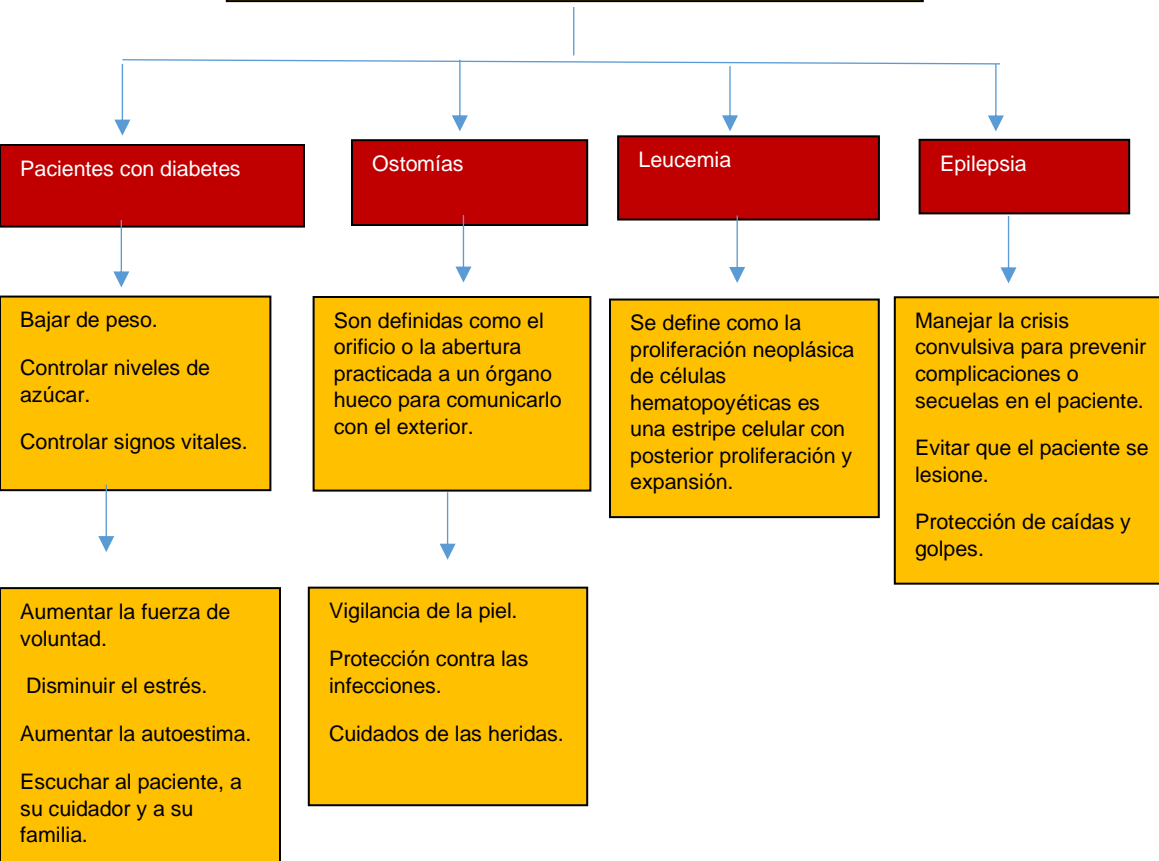 Pacientes con diabetes
Ostomías
Leucemia
Epilepsia
Bajar de peso.
Controlar niveles de
azúcar.
Controlar signos vitales.
Son definidas como el
orificio o la abertura
practicada a un órgano
hueco para comunicarlo
con el exterior.
Se define como la
proliferación neoplásica
de células
hematopoyéticas es
una estripe celular con
posterior proliferación y
expansión.
Manejar la crisis
convulsiva para prevenir
complicaciones o
secuelas en el paciente.
Evitar que el paciente se
lesione.
Protección de caídas y
golpes.
Aumentar la fuerza de
voluntad.
Disminuir el estrés.
Aumentar la autoestima.
Escuchar al paciente, a
su cuidador y a su
familia.
Vigilancia de la piel.
Protección contra las
infecciones.
Cuidados de las heridas.